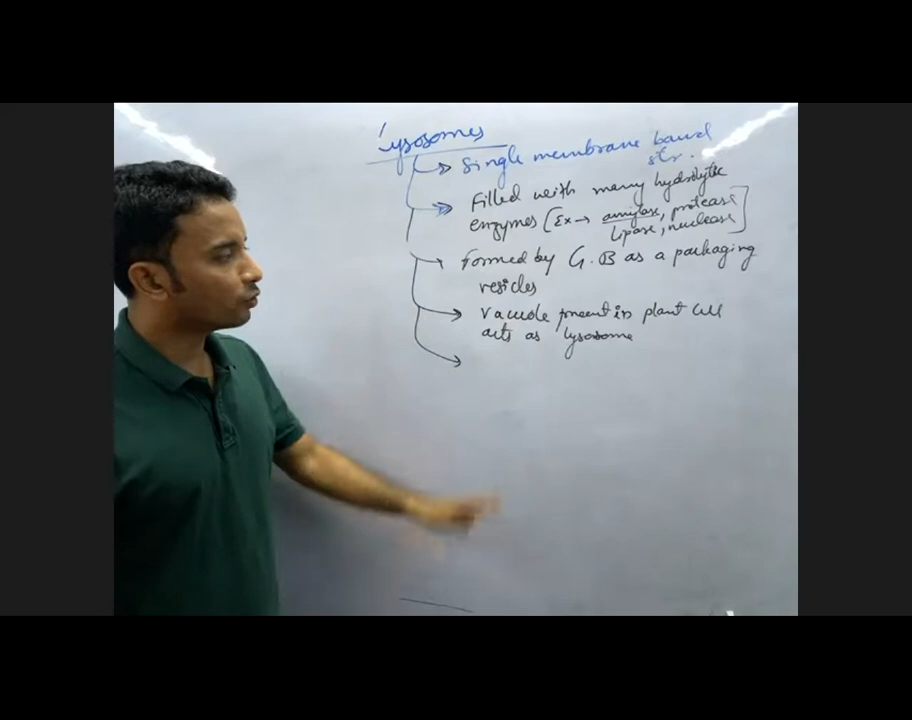 Lysosomes
Single membrane bound
str.
Filled with many hydrolytic
enzymes [Ex → amylase, protease
Lipase, nuclease]
Formed by G.B as a packaging
vesicles
Vacuole present in plant cell
acts as lysosome